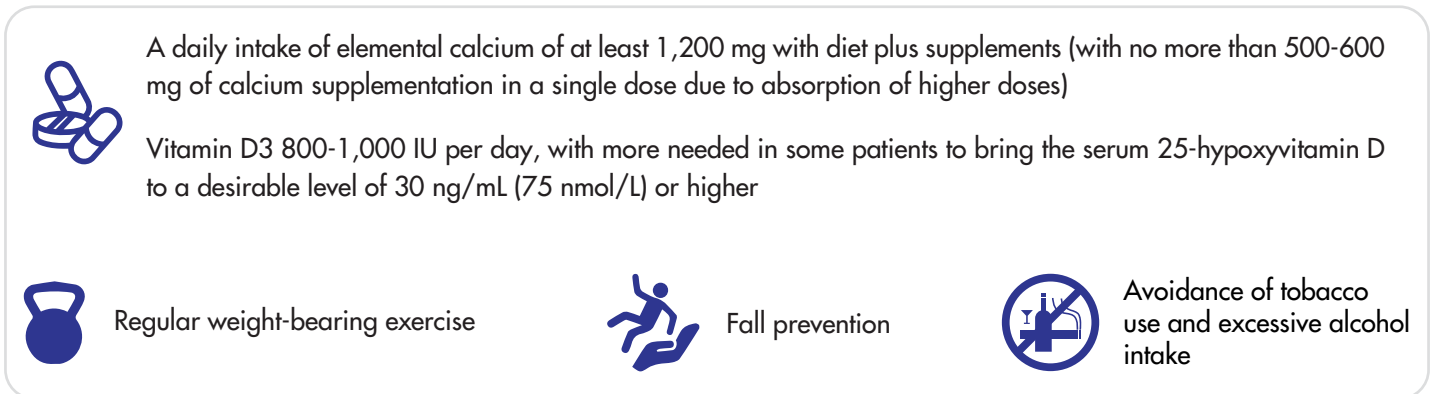 A daily intake of elemental calcium of at least 1,200 mg with diet plus supplements (with no more than 500-600
mg of calcium supplementation in a single dose due to absorption of higher doses)
Vitamin D3 800-1,000 IU per day, with more needed in some patients to bring the serum 25-hypoxyvitamin D
to a desirable level of 30 ng/mL (75 nmol/L) or higher
Regular weight-bearing exercise
Fall prevention
Avoidance of tobacco
use and excessive alcohol
intake